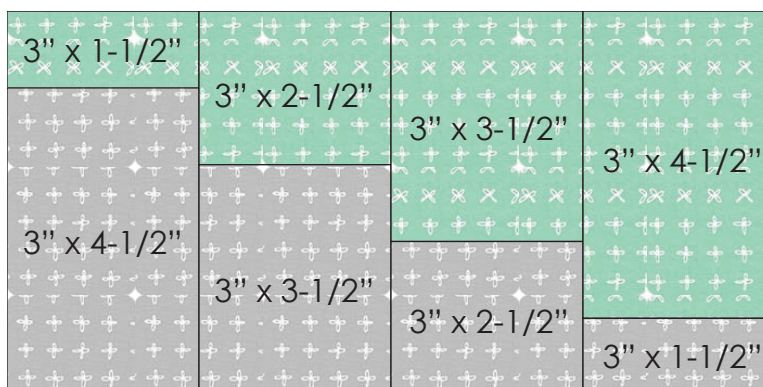 3” x 1-1/2”
3” x 4-1/2”
3” x 2-1/2”
3” x 3-1/2”
3” x 3-1/2”
3” x 2-1/2”
3” x 4-1/2”
3” x 1-1/2”